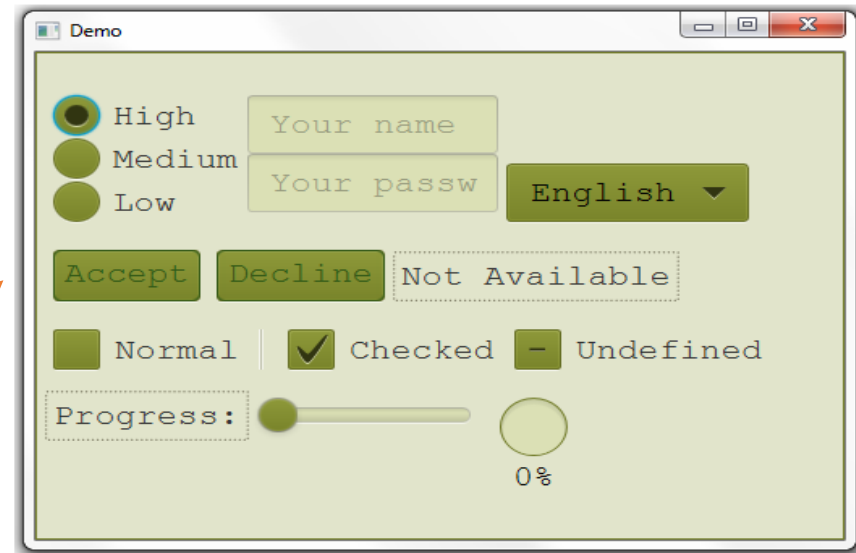 Demo
High
Your name
Medium
Your passw
Low
English
Accept
Decline
Not Available
Normal
Checked
Undefined
Progress:
0%